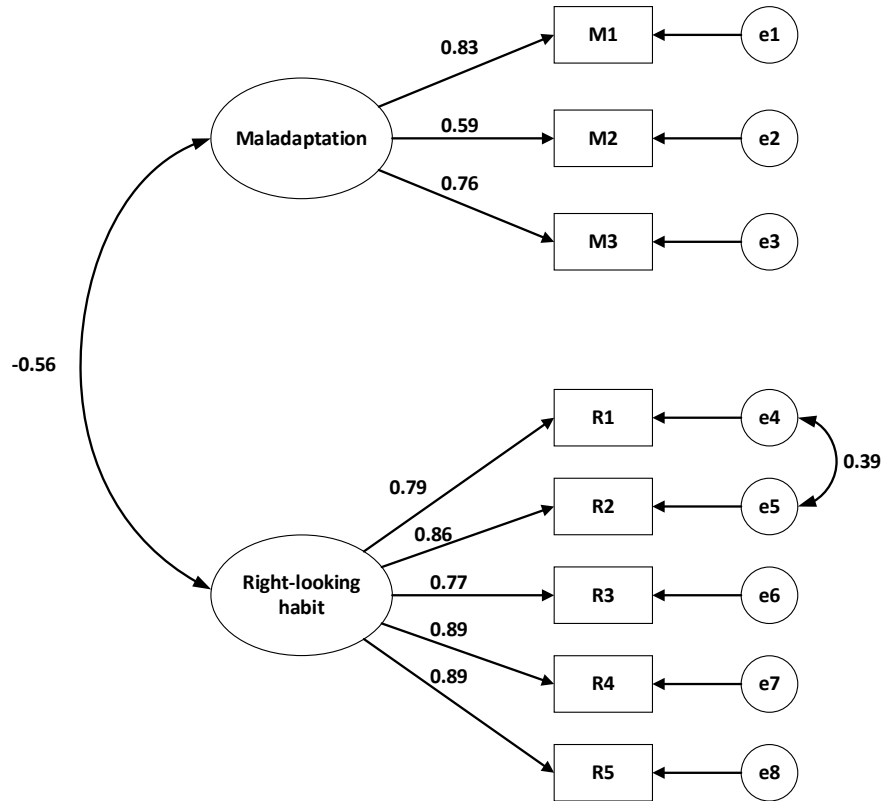 M1
e1
0.83
Maladaptation
0.59
M2
e2
0.76
M3
e3
-0.56
R1
e4
0.39
0.79
R2
e5
0.86
Right-looking
habit
0.77
R3
e6
0.89
R4
e7
0.89
R5
e8